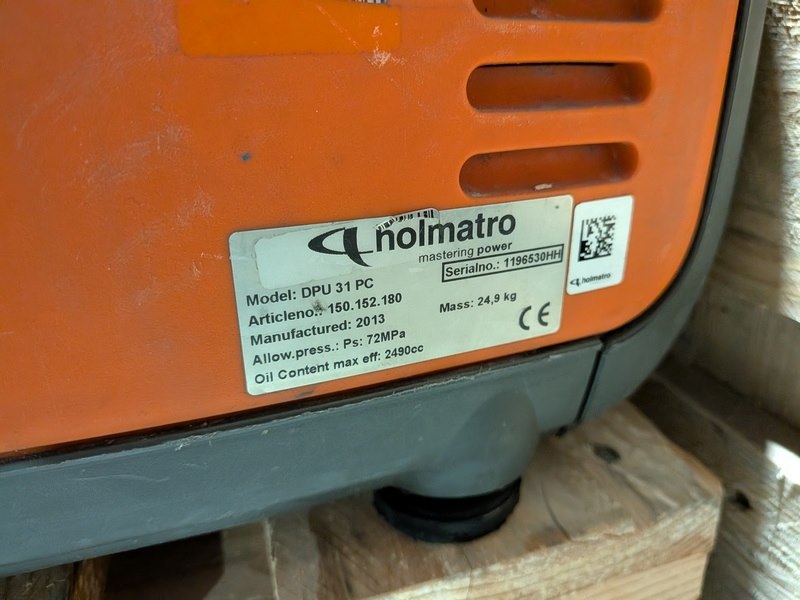 holmatro
mastering power
Serialno.: 1196530HH
Model: DPU 31 PC
Articleno.: 150.152.180
Mass: 24,9 kg
Manufactured: 2013
Allow.press.: Ps: 72MPa
CE
Oil Content max eff: 2490cc
holmatro